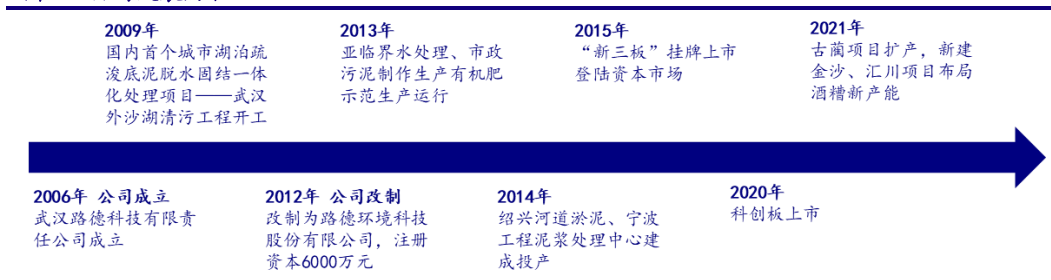 2009年
国内首个城市湖泊疏
浚底泥脱水固结一体
化处理项目——武汉
外沙湖清污工程开工
2013年
亚临界水处理、市政
污泥制作生产有机肥
示范生产运行
2015年
“新三板”挂牌上市
登陆资本市场
2021年
古蔺项目扩产，新建
金沙、汇川项目布局
酒糟新产能
2006年 公司成立
武汉路德科技有限责
任公司成立
2012年 公司改制
改制为路德环境科技
股份有限公司，注册
资本6000万元
2014年
绍兴河道淤泥、宁波
工程泥浆处理中心建
成投产
2020年
科创板上市